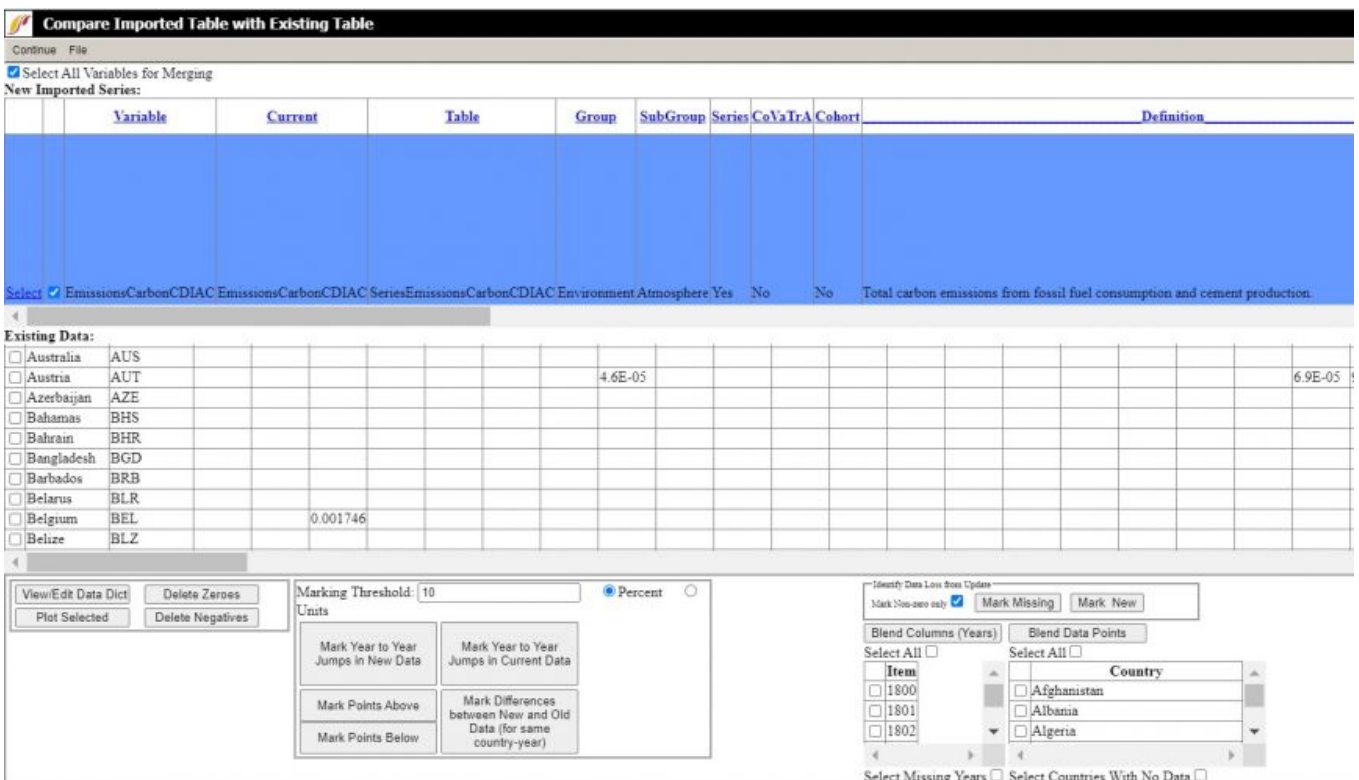 Compare Imported Table with Existing Table
Continue File
Select All Variables for Merging
New Imported Series:
Variable Current Table Group SubGroup Series CoVaTrA Cohort Definition
Select EmissionsCarbonCDIAC EmissionsCarbonCDIAC SeriesEmissionsCarbonCDIAC Environment Atmosphere Yes No No Total carbon emissions from fossil fuel consumption and cement production.
Existing Data:
Australia AUS
Austria AUT 4.6E-05 6.9E-05
Azerbaijan AZE
Bahamas BHS
Bahrain BHR
Bangladesh BGD
Barbados BRB
Belarus BLR
Belgium BEL 0.001746
Belize BLZ
View/Edit Data Dict Delete Zeroes
Plot Selected Delete Negatives
Marking Threshold: 10 Percent
Units
Mark Year to Year
Jumps in New Data
Mark Year to Year
Jumps in Current Data
Mark Points Above
Mark Points Below
Mark Differences
between New and Old
Data (for same
country-year)
Identify Data Loss from Update
Mark Non-zero only Mark Missing Mark New
Blend Columns (Years) Blend Data Points
Select All Select All
Item Country
1800 Afghanistan
1801 Albania
1802 Algeria
Select Missing Years Select Countries With No Data